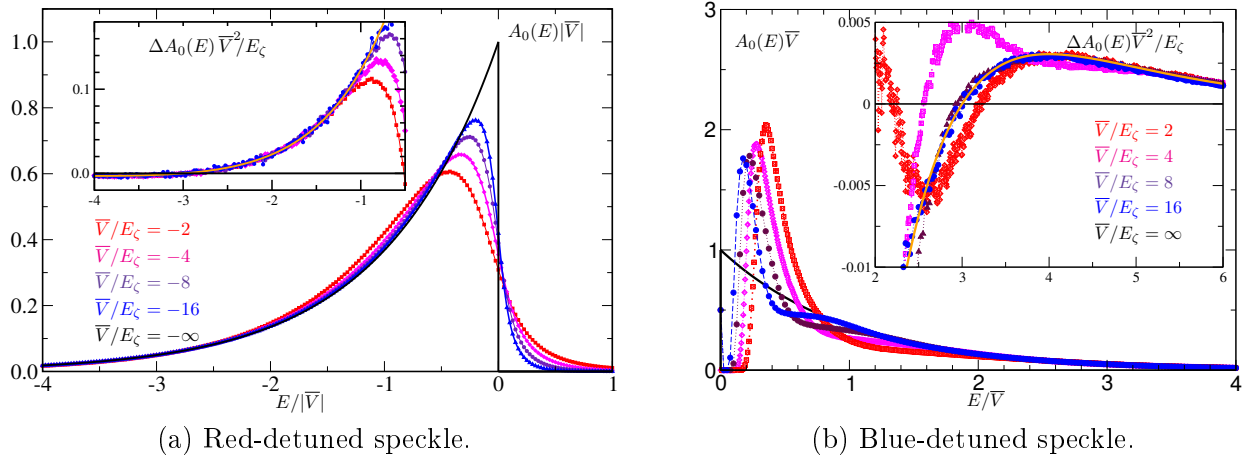 ΔA₀(E) V̅²/E_ζ
A₀(E)|V̅|
1.0
0.8
0.6
0.4
0.2
0.0
0.1
0.0
-4 -3 -2 -1
V̅/E_ζ = −2
V̅/E_ζ = −4
V̅/E_ζ = −8
V̅/E_ζ = −16
V̅/E_ζ = −∞
-4 -3 -2 -1 0 1
E/|V̅|
(a) Red-detuned speckle.
A₀(E)V̅
3
2
1
0
ΔA₀(E)V̅²/E_ζ
0.005
0
-0.005
-0.01
2 3 4 5 6
V̅/E_ζ = 2
V̅/E_ζ = 4
V̅/E_ζ = 8
V̅/E_ζ = 16
V̅/E_ζ = ∞
0 1 2 3 4
E/V̅
(b) Blue-detuned speckle.